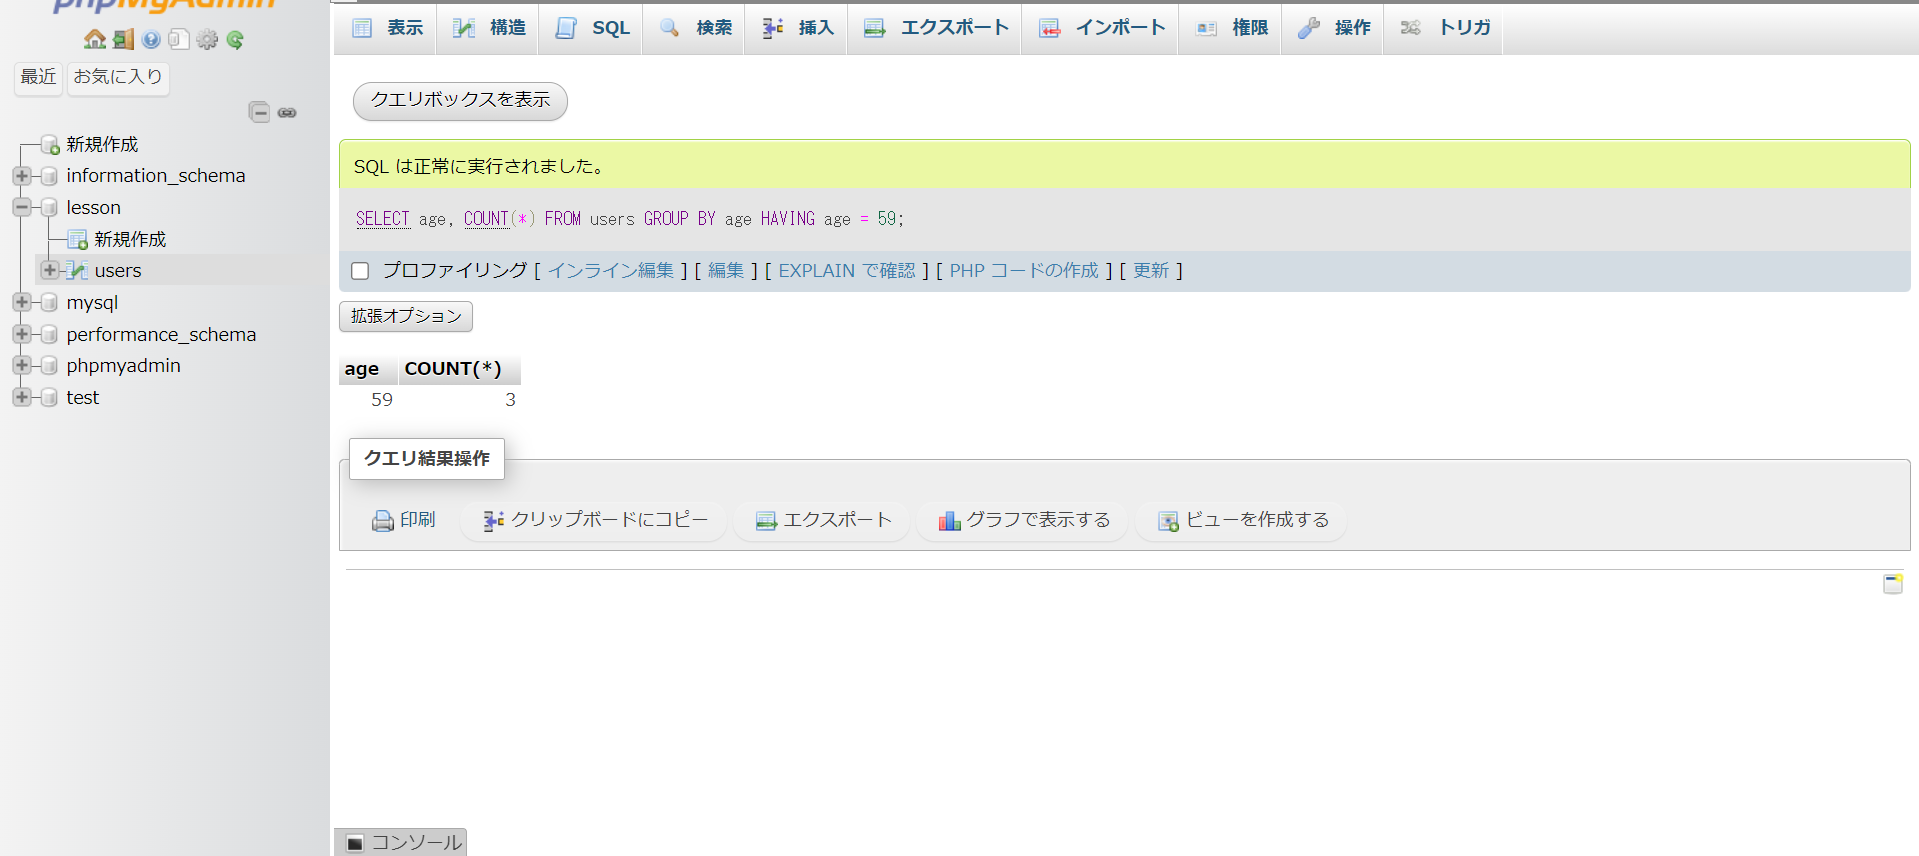 phpMyAdmin
最近 お気に入り
新規作成
information_schema
lesson
新規作成
users
mysql
performance_schema
phpmyadmin
test
表示 構造 SQL 検索 挿入 エクスポート インポート 権限 操作 トリガ
クエリボックスを表示
SQL は正常に実行されました。
SELECT age, COUNT(*) FROM users GROUP BY age HAVING age = 59;
プロファイリング [ インライン編集 ] [ 編集 ] [ EXPLAIN で確認 ] [ PHP コードの作成 ] [ 更新 ]
拡張オプション
age COUNT(*)
59 3
クエリ結果操作
印刷 クリップボードにコピー エクスポート グラフで表示する ビューを作成する
コンソール